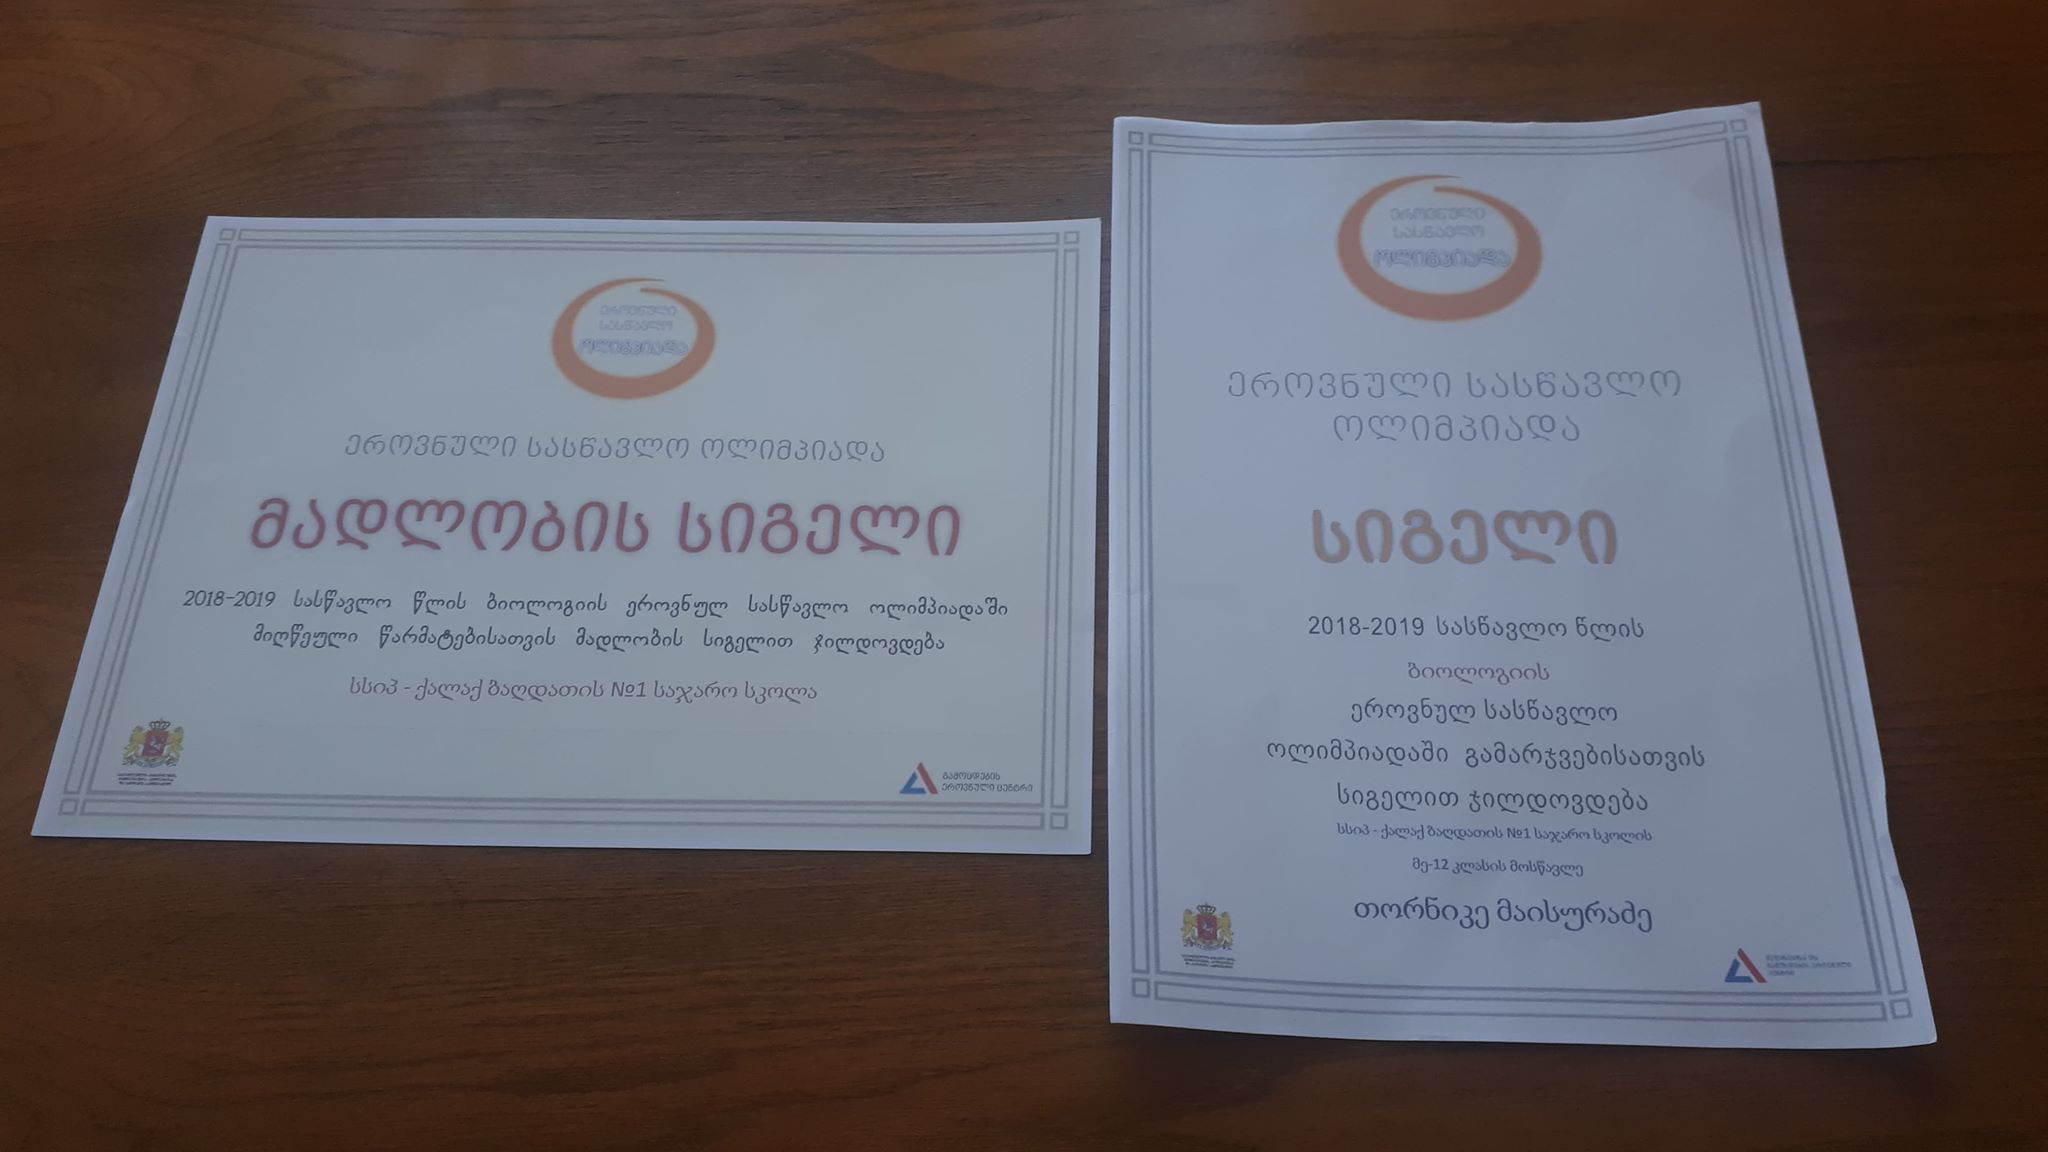 ეროვნული
სასწავლო
ოლიმპიადა
ეროვნული სასწავლო ოლიმპიადა
მადლობის სიგელი
2018-2019 სასწავლო წლის ბიოლოგიის ეროვნულ სასწავლო ოლიმპიადაში
მიღწეული წარმატებისათვის მადლობის სიგელით ჯილდოვდება
სსიპ - ქალაქ ბაღდათის №1 საჯარო სკოლა
გამოცდების
ეროვნული ცენტრი
ეროვნული
სასწავლო
ოლიმპიადა
ეროვნული სასწავლო
ოლიმპიადა
სიგელი
2018-2019 სასწავლო წლის
ბიოლოგიის
ეროვნულ სასწავლო
ოლიმპიადაში გამარჯვებისათვის
სიგელით ჯილდოვდება
სსიპ - ქალაქ ბაღდათის №1 საჯარო სკოლის
მე-12 კლასის მოსწავლე
თორნიკე მაისურაძე